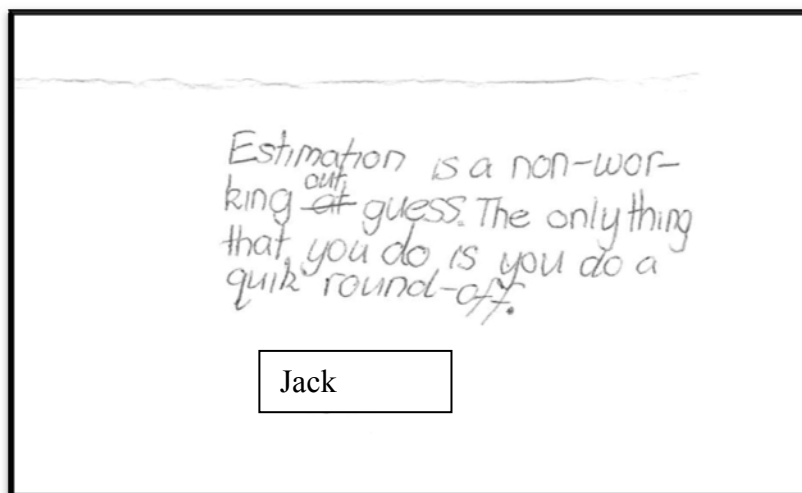 Estimation is a non-wor-
king out guess. The only thing
that you do is you do a
quik round-off.
Jack